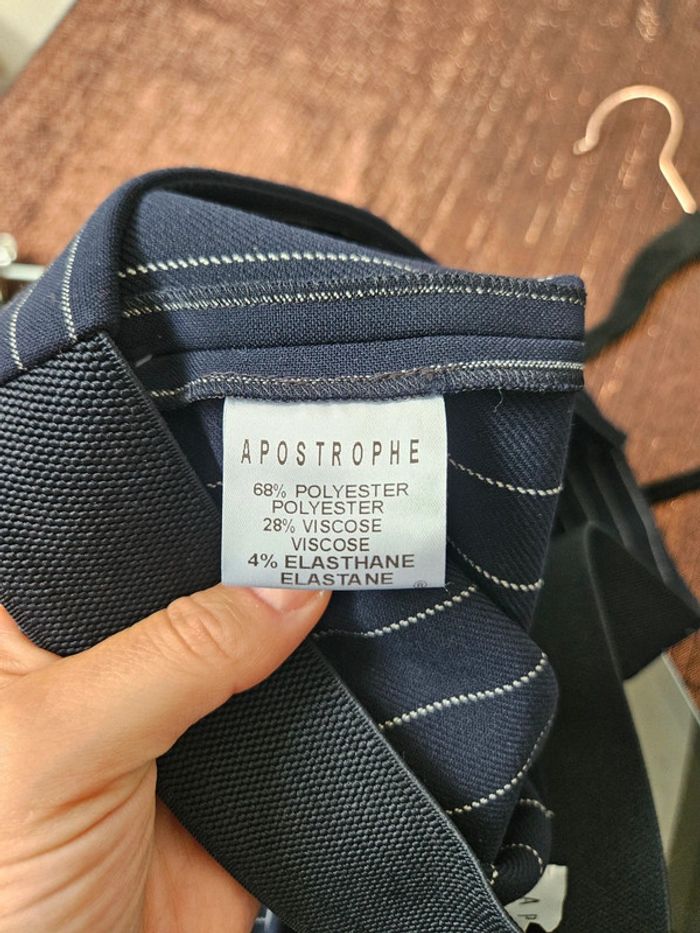 APOSTROPHE
68% POLYESTER
POLYESTER
28% VISCOSE
VISCOSE
4% ELASTHANE
ELASTANE
®
A P